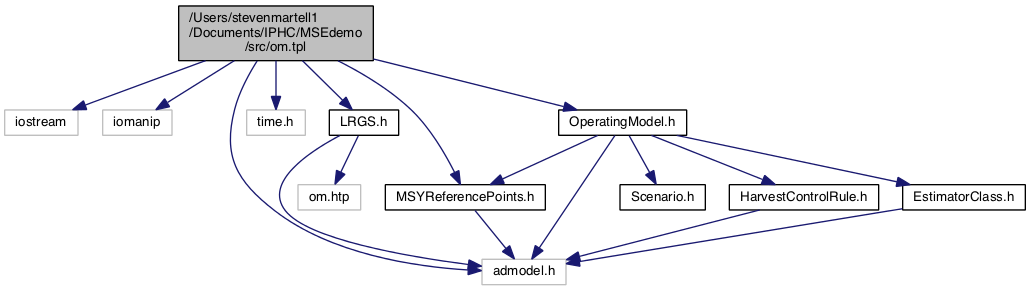 /Users/stevenmartell1
/Documents/IPHC/MSEdemo
/src/om.tpl
iostream
iomanip
time.h
LRGS.h
OperatingModel.h
om.htp
MSYReferencePoints.h
Scenario.h
HarvestControlRule.h
EstimatorClass.h
admodel.h